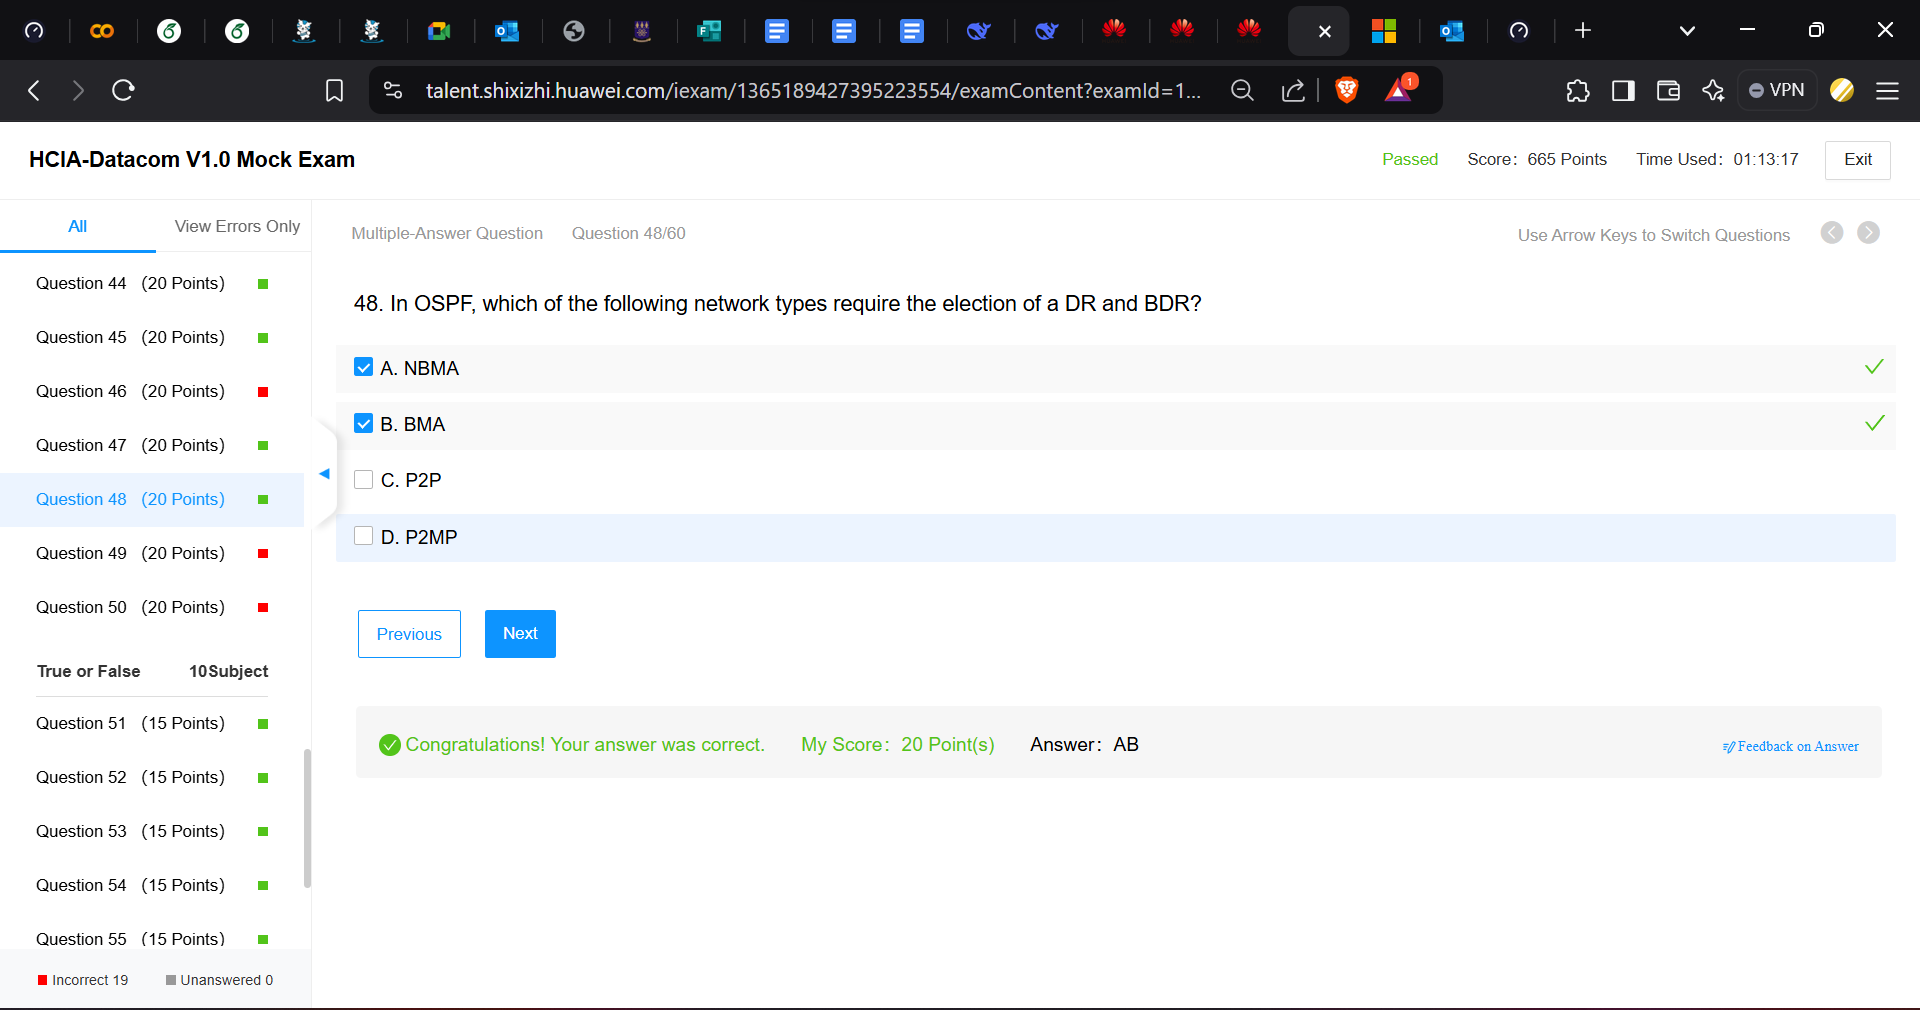 talent.shixizhi.huawei.com/iexam/1365189427395223554/examContent?examId=1...
1
VPN
HCIA-Datacom V1.0 Mock Exam
Passed
Score: 665 Points
Time Used: 01:13:17
Exit
All
View Errors Only
Multiple-Answer Question
Question 48/60
Use Arrow Keys to Switch Questions
Question 44 (20 Points)
Question 45 (20 Points)
Question 46 (20 Points)
Question 47 (20 Points)
Question 48 (20 Points)
Question 49 (20 Points)
Question 50 (20 Points)
True or False 10Subject
Question 51 (15 Points)
Question 52 (15 Points)
Question 53 (15 Points)
Question 54 (15 Points)
Question 55 (15 Points)
Incorrect 19
Unanswered 0
48. In OSPF, which of the following network types require the election of a DR and BDR?
A. NBMA
B. BMA
C. P2P
D. P2MP
Previous
Next
Congratulations! Your answer was correct.
My Score: 20 Point(s)
Answer: AB
Feedback on Answer